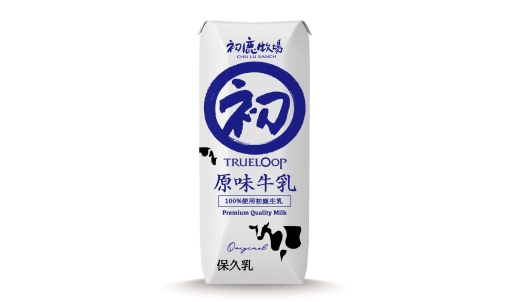 初鹿牧場
CHU LU RANCH
初
TRUELOOP
原味牛乳
100%使用初鹿生乳
Premium Quality Milk
Original
保久乳